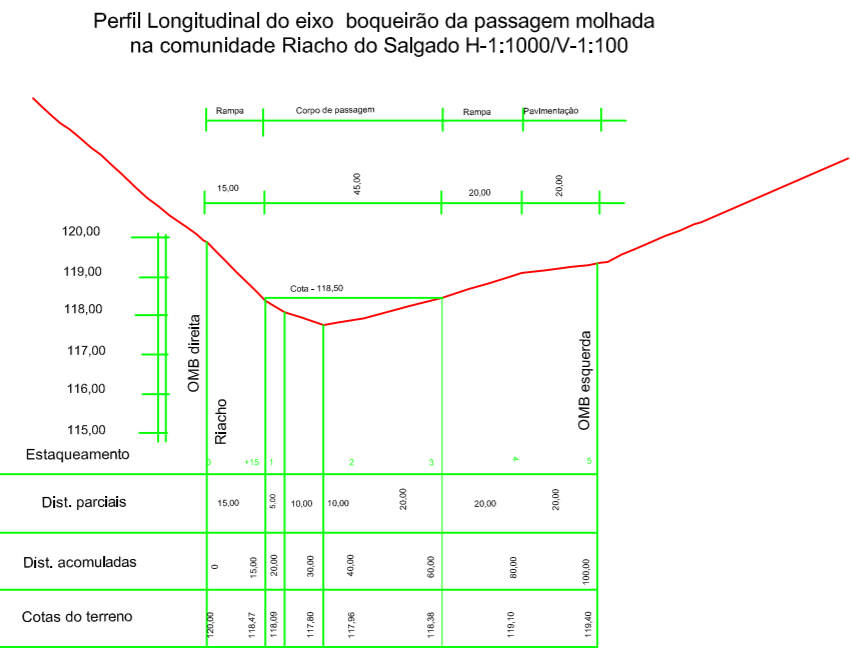 Perfil Longitudinal do eixo boqueirão da passagem molhada
na comunidade Riacho do Salgado H-1:1000/V-1:100
Rampa Corpo de passagem Rampa Pavimentação
15,00 45,00 20,00 20,00
120,00
119,00
118,00
117,00
116,00
115,00
Cota - 118,50
OMB direita
Riacho
OMB esquerda
Estaqueamento 0 +15 1 2 3 4 5
Dist. parciais 15,00 5,00 10,00 10,00 20,00 20,00 20,00
Dist. acomuladas 0 15,00 20,00 30,00 40,00 60,00 80,00 100,00
Cotas do terreno 120,00 118,47 118,09 117,80 117,96 118,38 119,10 119,40